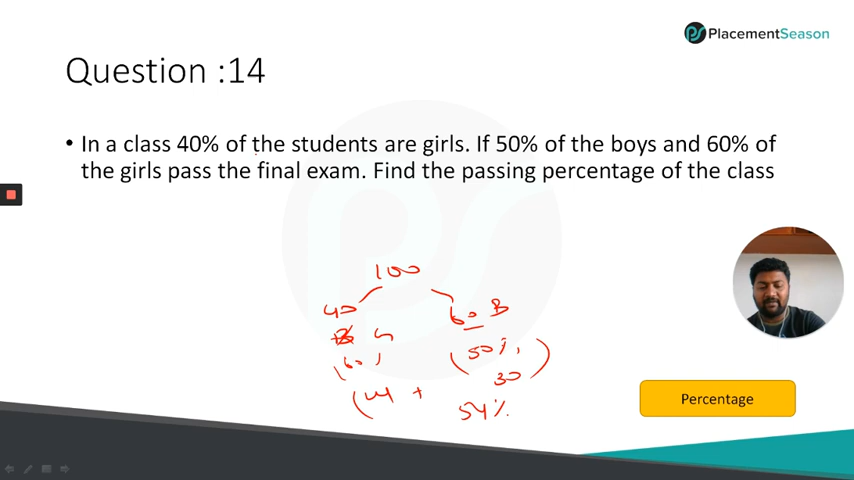 PlacementSeason
Question :14
• In a class 40% of the students are girls. If 50% of the boys and 60% of
the girls pass the final exam. Find the passing percentage of the class
100
40
60 B
G
(50%)
30
24 +
54%
Percentage